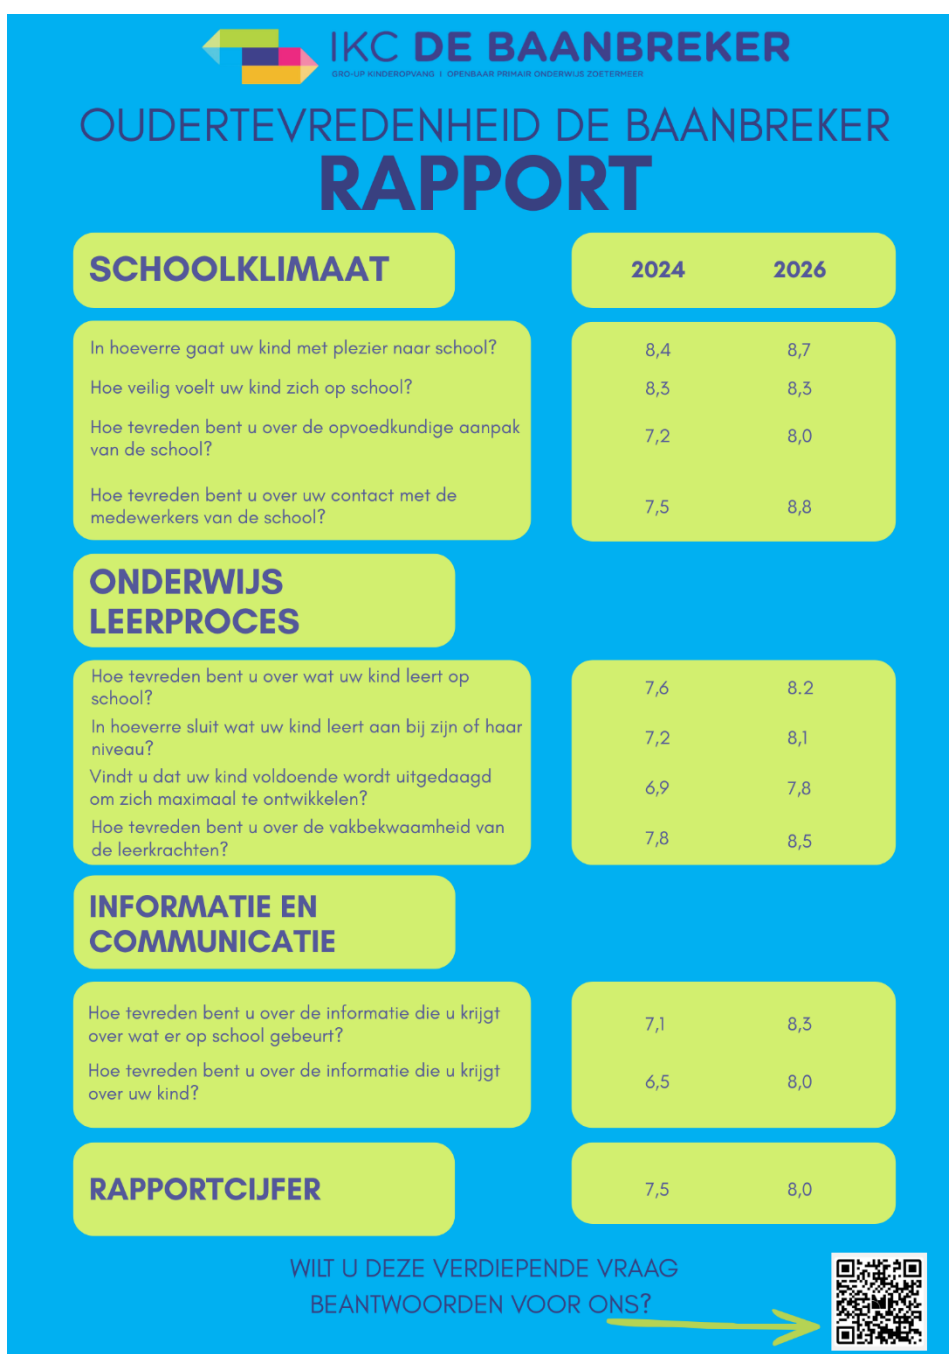 IKC DE BAANBREKER
GRO-UP KINDEROPVANG | OPENBAAR PRIMAIR ONDERWIJS ZOETERMEER
OUDERTEVREDENHEID DE BAANBREKER
RAPPORT
SCHOOLKLIMAAT 2024 2026
In hoeverre gaat uw kind met plezier naar school? 8,4 8,7
Hoe veilig voelt uw kind zich op school? 8,3 8,3
Hoe tevreden bent u over de opvoedkundige aanpak
van de school? 7,2 8,0
Hoe tevreden bent u over uw contact met de
medewerkers van de school? 7,5 8,8
ONDERWIJS
LEERPROCES
Hoe tevreden bent u over wat uw kind leert op
school? 7,6 8.2
In hoeverre sluit wat uw kind leert aan bij zijn of haar
niveau? 7,2 8,1
Vindt u dat uw kind voldoende wordt uitgedaagd
om zich maximaal te ontwikkelen? 6,9 7,8
Hoe tevreden bent u over de vakbekwaamheid van
de leerkrachten? 7,8 8,5
INFORMATIE EN
COMMUNICATIE
Hoe tevreden bent u over de informatie die u krijgt
over wat er op school gebeurt? 7,1 8,3
Hoe tevreden bent u over de informatie die u krijgt
over uw kind? 6,5 8,0
RAPPORTCIJFER 7,5 8,0
WILT U DEZE VERDIEPENDE VRAAG
BEANTWOORDEN VOOR ONS?